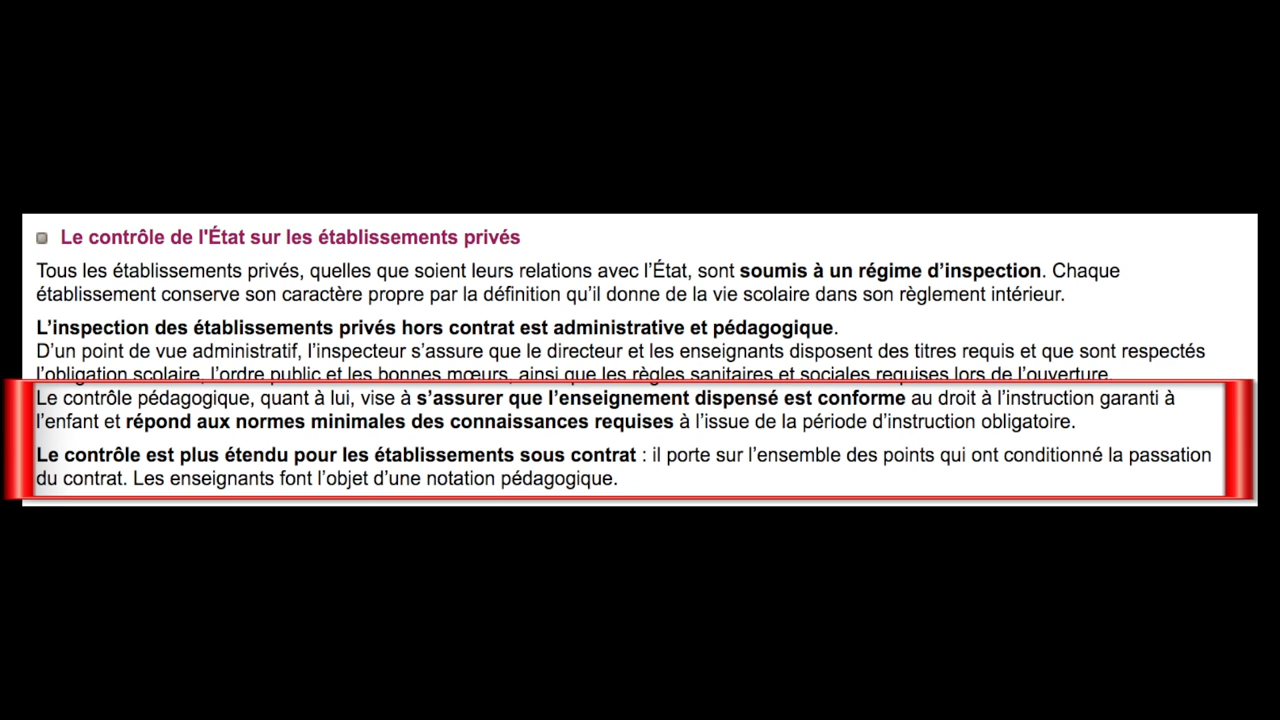 Le contrôle de l'État sur les établissements privés
Tous les établissements privés, quelles que soient leurs relations avec l’État, sont soumis à un régime d’inspection. Chaque
établissement conserve son caractère propre par la définition qu’il donne de la vie scolaire dans son règlement intérieur.
L’inspection des établissements privés hors contrat est administrative et pédagogique.
D’un point de vue administratif, l’inspecteur s’assure que le directeur et les enseignants disposent des titres requis et que sont respectés
l’obligation scolaire, l’ordre public et les bonnes mœurs, ainsi que les règles sanitaires et sociales requises lors de l’ouverture.
Le contrôle pédagogique, quant à lui, vise à s’assurer que l’enseignement dispensé est conforme au droit à l’instruction garanti à
l’enfant et répond aux normes minimales des connaissances requises à l’issue de la période d’instruction obligatoire.
Le contrôle est plus étendu pour les établissements sous contrat : il porte sur l’ensemble des points qui ont conditionné la passation
du contrat. Les enseignants font l’objet d’une notation pédagogique.